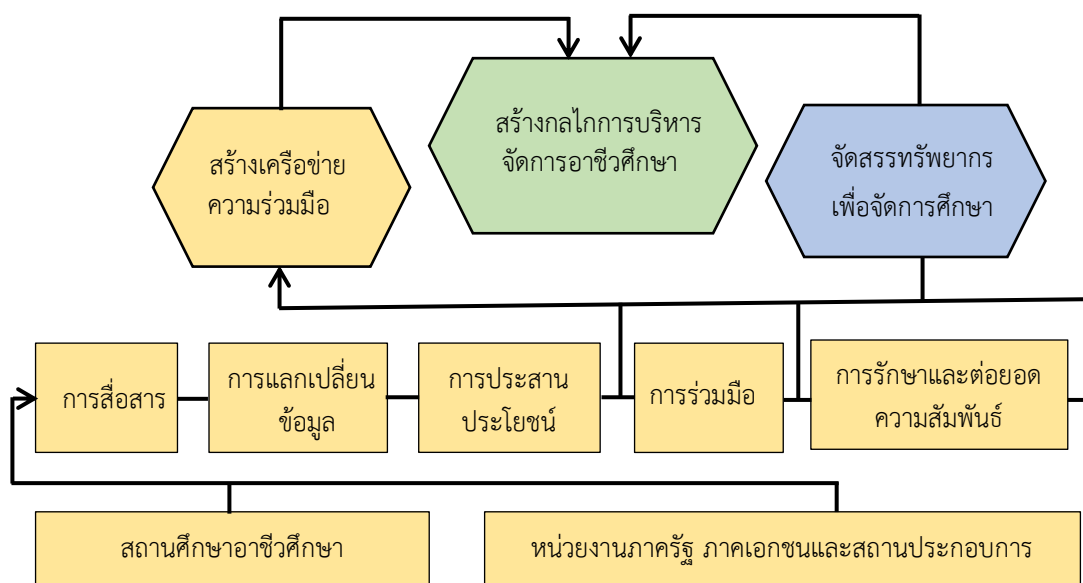 สร้างเครือข่าย
ความร่วมมือ
สร้างกลไกการบริหาร
จัดการอาชีวศึกษา
จัดสรรทรัพยากร
เพื่อจัดการศึกษา
การสื่อสาร
การแลกเปลี่ยน
ข้อมูล
การประสาน
ประโยชน์
การร่วมมือ
การรักษาและต่อยอด
ความสัมพันธ์
สถานศึกษาอาชีวศึกษา
หน่วยงานภาครัฐ ภาคเอกชนและสถานประกอบการ